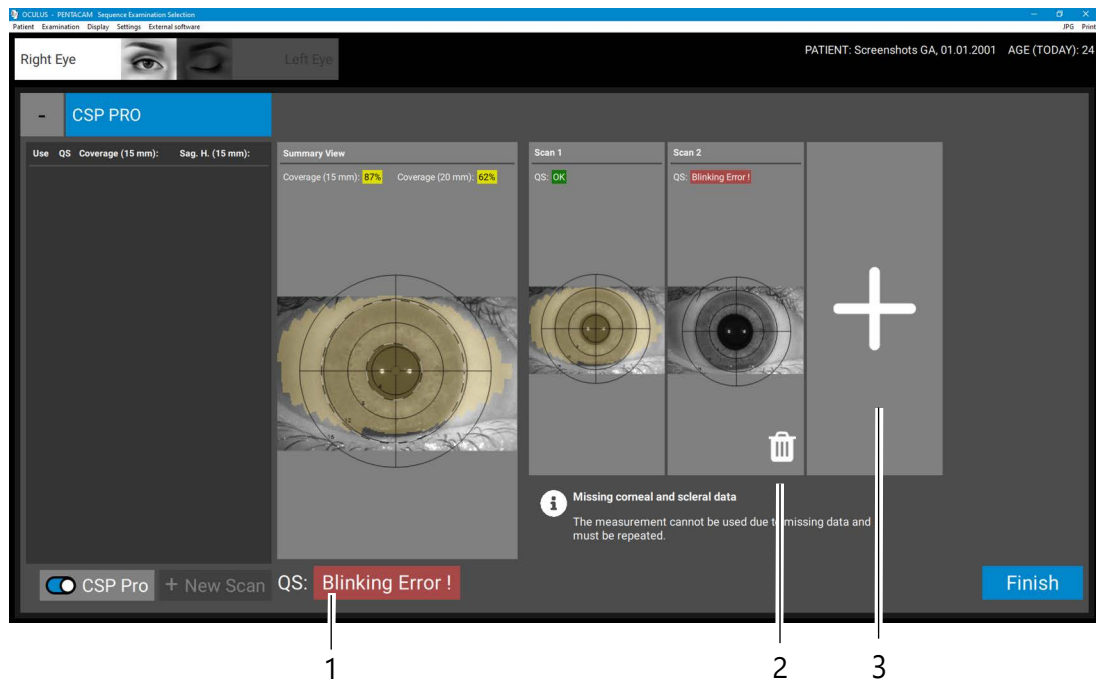 OCULUS - PENTACAM Sequence Examination Selection
Patient Examination Display Settings External software JPG Print
Right Eye Left Eye PATIENT: Screenshots GA, 01.01.2001 AGE (TODAY): 24
- CSP PRO
Use QS Coverage (15 mm): Sag. H. (15 mm):
Summary View
Coverage (15 mm): 87% Coverage (20 mm): 62%
Scan 1
QS: OK
Scan 2
QS: Blinking Error !
12
16
i Missing corneal and scleral data
The measurement cannot be used due to missing data and
must be repeated.
CSP Pro + New Scan QS: Blinking Error ! Finish
1 2 3